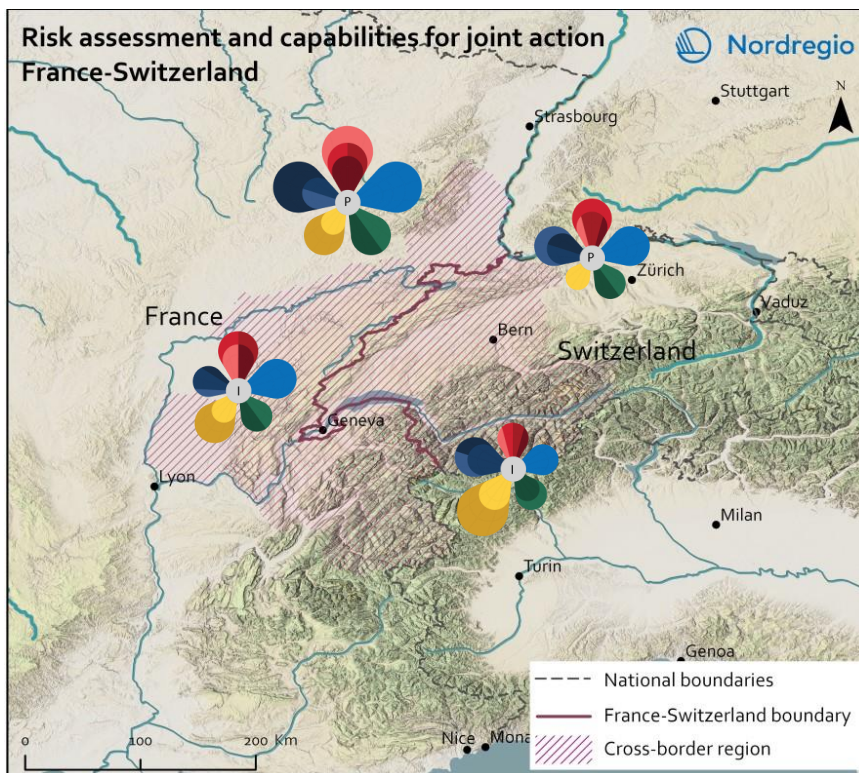 Risk assessment and capabilities for joint action
France-Switzerland
Nordregio
N
Stuttgart
Strasbourg
P
P
Zürich
Vaduz
France
Bern
Switzerland
I
Geneva
I
Lyon
Milan
Turin
Genoa
National boundaries
France-Switzerland boundary
Cross-border region
0 100 200 Km
Nice Mona